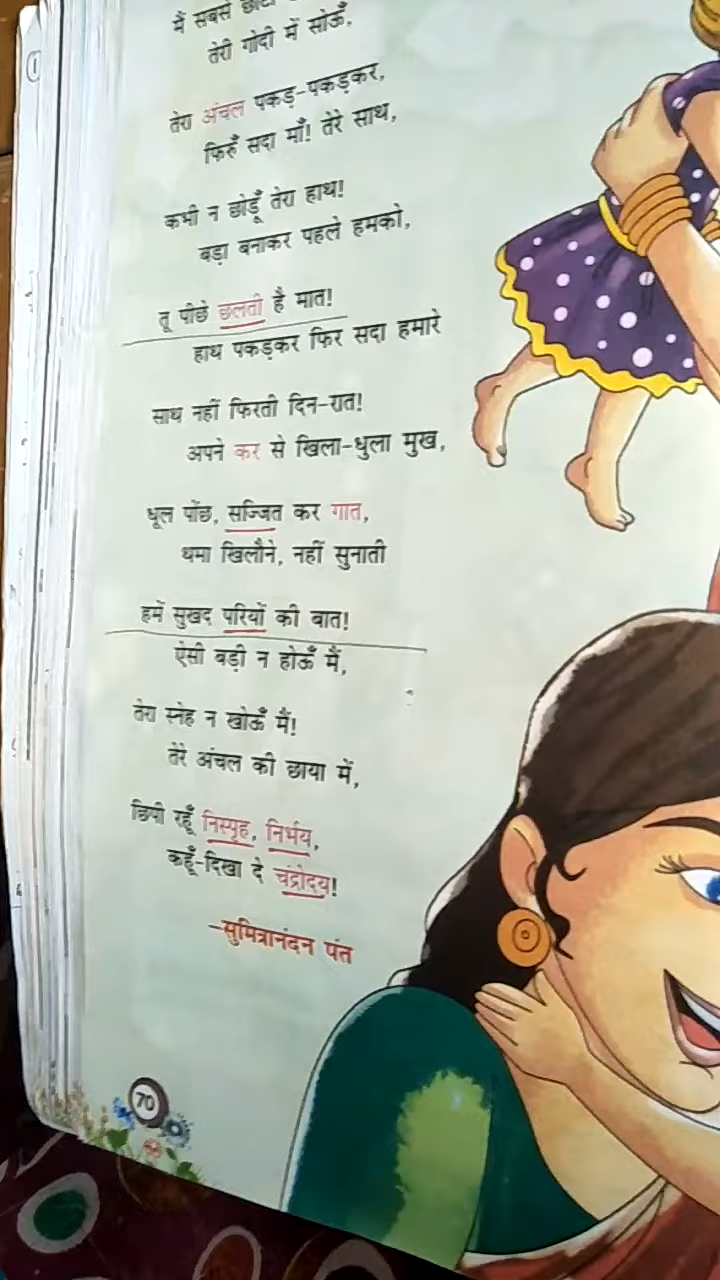 मैं सबसे छोटी
तेरी गोदी में सोऊँ,
तेरा अंचल पकड़-पकड़कर,
फिरूँ सदा माँ! तेरे साथ,
कभी न छोड़ूँ तेरा हाथ!
बड़ा बनाकर पहले हमको,
तू पीछे छलती है मात!
हाथ पकड़कर फिर सदा हमारे
साथ नहीं फिरती दिन-रात!
अपने कर से खिला-धुला मुख,
धूल पोंछ, सज्जित कर गात,
थमा खिलौने, नहीं सुनाती
हमें सुखद परियों की बात!
ऐसी बड़ी न होऊँ मैं,
तेरा स्नेह न खोऊँ मैं!
तेरे अंचल की छाया में,
छिपी रहूँ निस्पृह, निर्भय,
कहूँ-दिखा दे चंद्रोदय!
-सुमित्रानंदन पंत
70